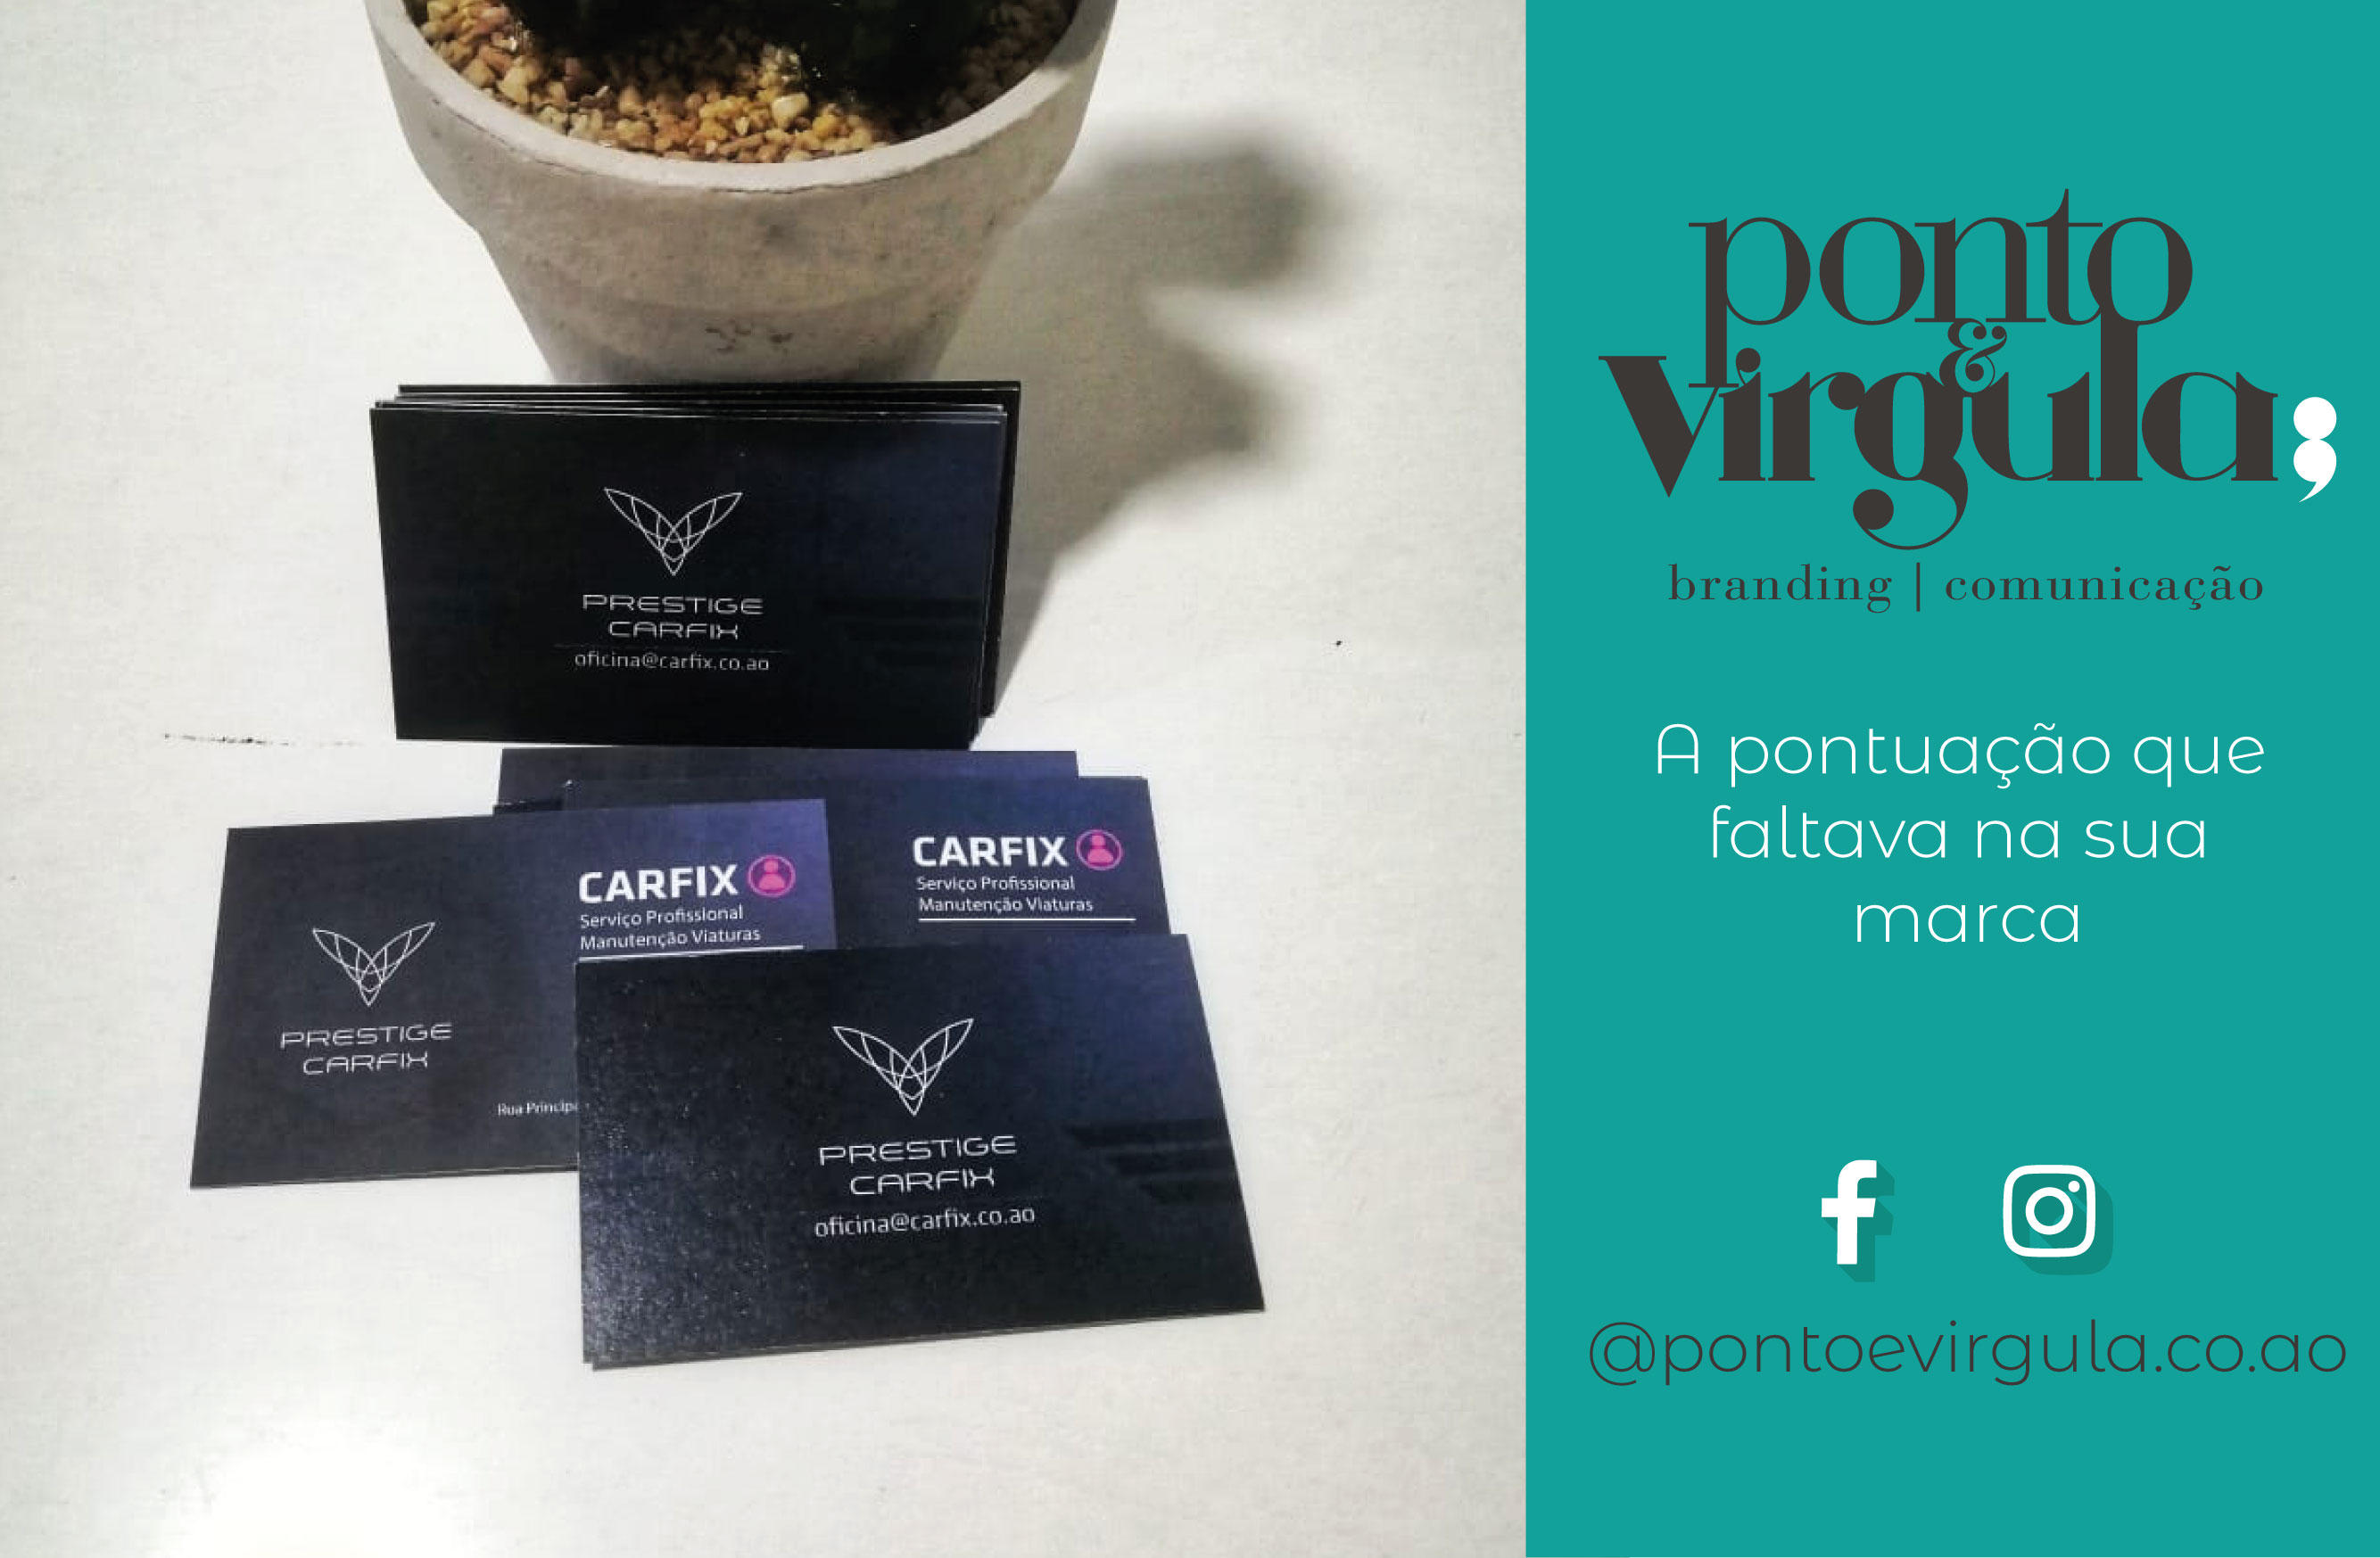 PRESTIGE
CARFIX
oficina@carfix.co.ao
CARFIX
Serviço Profissional
Manutenção Viaturas
CARFIX
Serviço Profissional
Manutenção Viaturas
PRESTIGE
CARFIX
Rua
PRESTIGE
CARFIX
oficina@carfix.co.ao
ponto
&
virgula;
branding | comunicação
A pontuação que
faltava na sua
marca
@pontoevirgula.co.ao